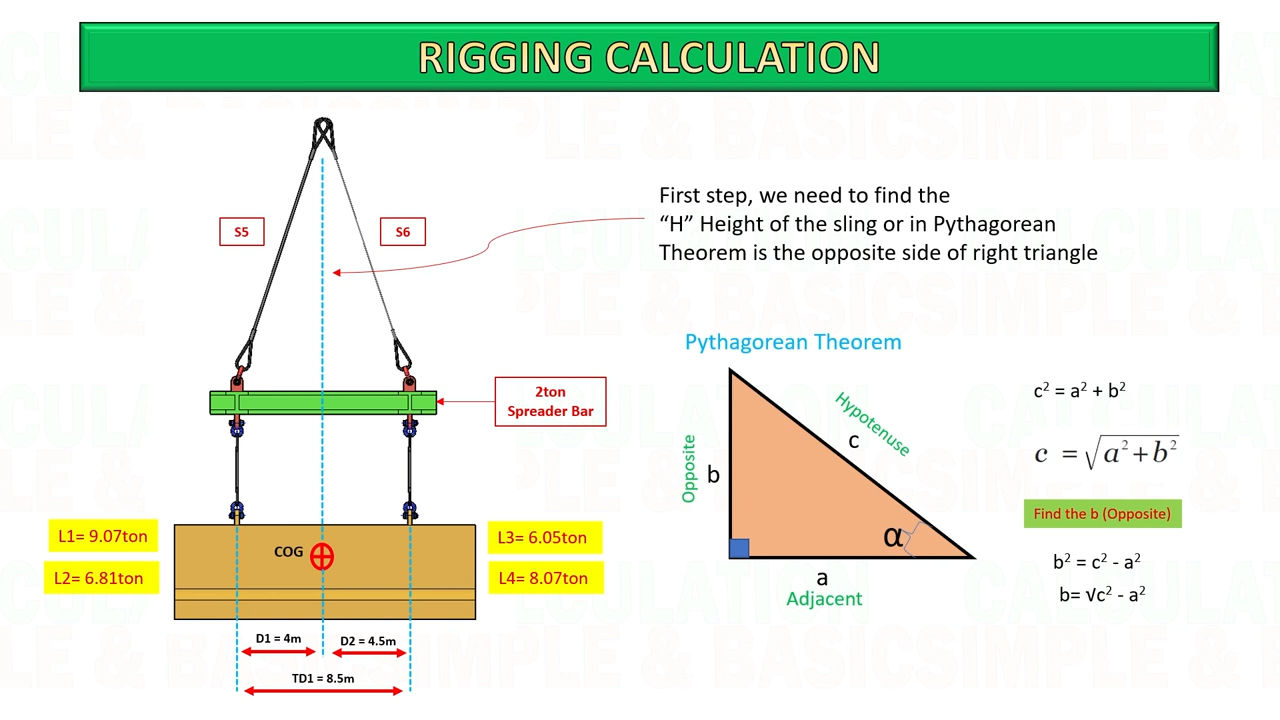 RIGGING CALCULATION
S5
S6
First step, we need to find the
“H” Height of the sling or in Pythagorean
Theorem is the opposite side of right triangle
2ton
Spreader Bar
L1= 9.07ton
L2= 6.81ton
COG
L3= 6.05ton
L4= 8.07ton
D1 = 4m
D2 = 4.5m
TD1 = 8.5m
Pythagorean Theorem
Opposite
b
Hypotenuse
c
α
a
Adjacent
c² = a² + b²
c = √a² + b²
Find the b (Opposite)
b² = c² - a²
b= √c² - a²